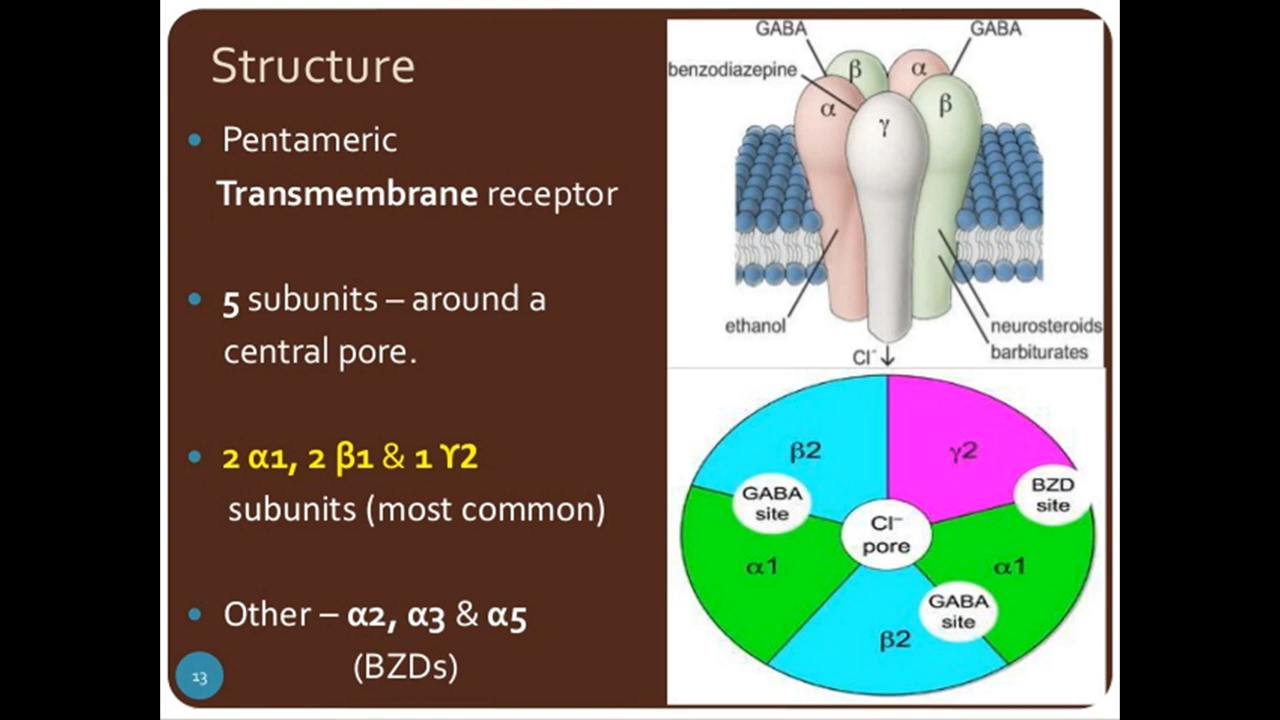 Structure
• Pentameric
Transmembrane receptor
• 5 subunits – around a
central pore.
• 2 α1, 2 β1 & 1 ϒ2
subunits (most common)
• Other – α2, α3 & α5
(BZDs)
13
GABA
GABA
benzodiazepine
β
α
α
γ
β
ethanol
neurosteroids
barbiturates
Cl⁻
β2
γ2
GABA
site
BZD
site
Cl⁻
pore
α1
α1
GABA
site
β2